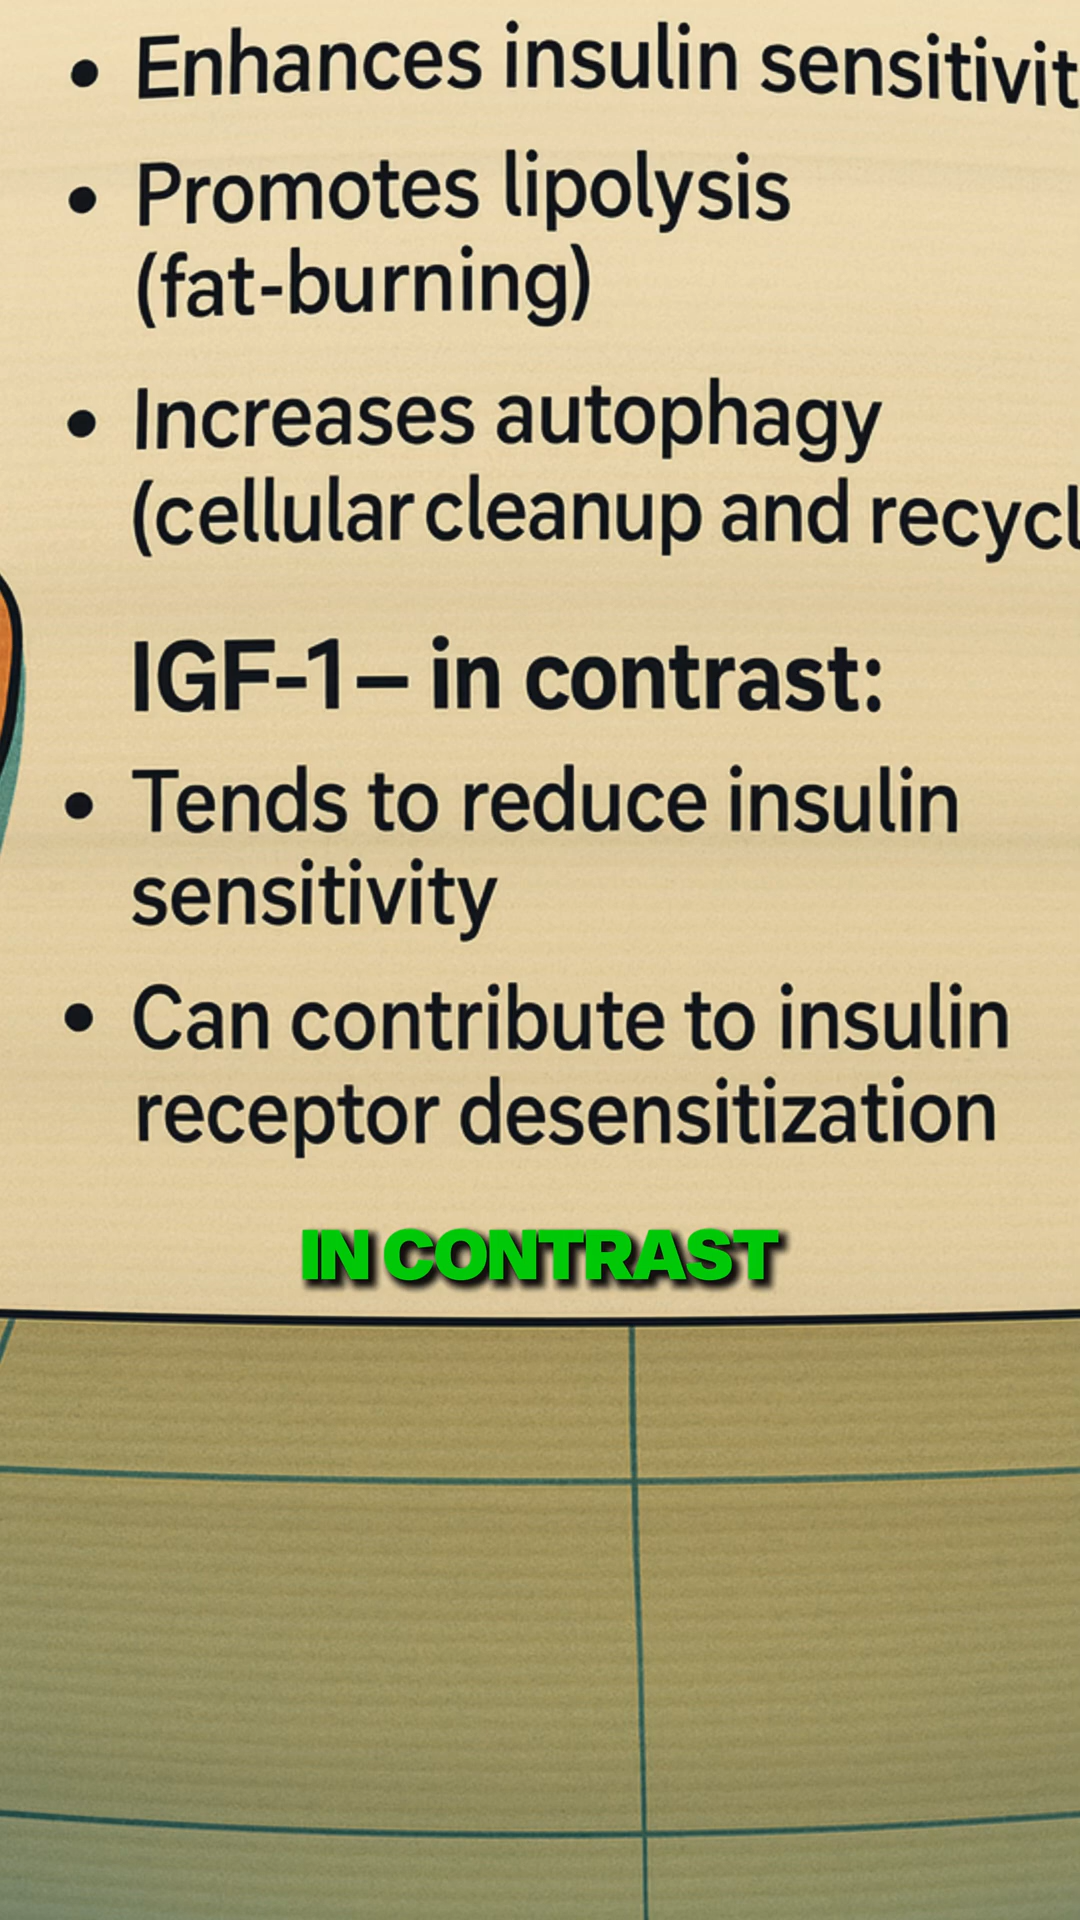 • Enhances insulin sensitivit
• Promotes lipolysis
(fat-burning)
• Increases autophagy
(cellular cleanup and recycl
IGF-1– in contrast:
• Tends to reduce insulin
sensitivity
• Can contribute to insulin
receptor desensitization
IN CONTRAST